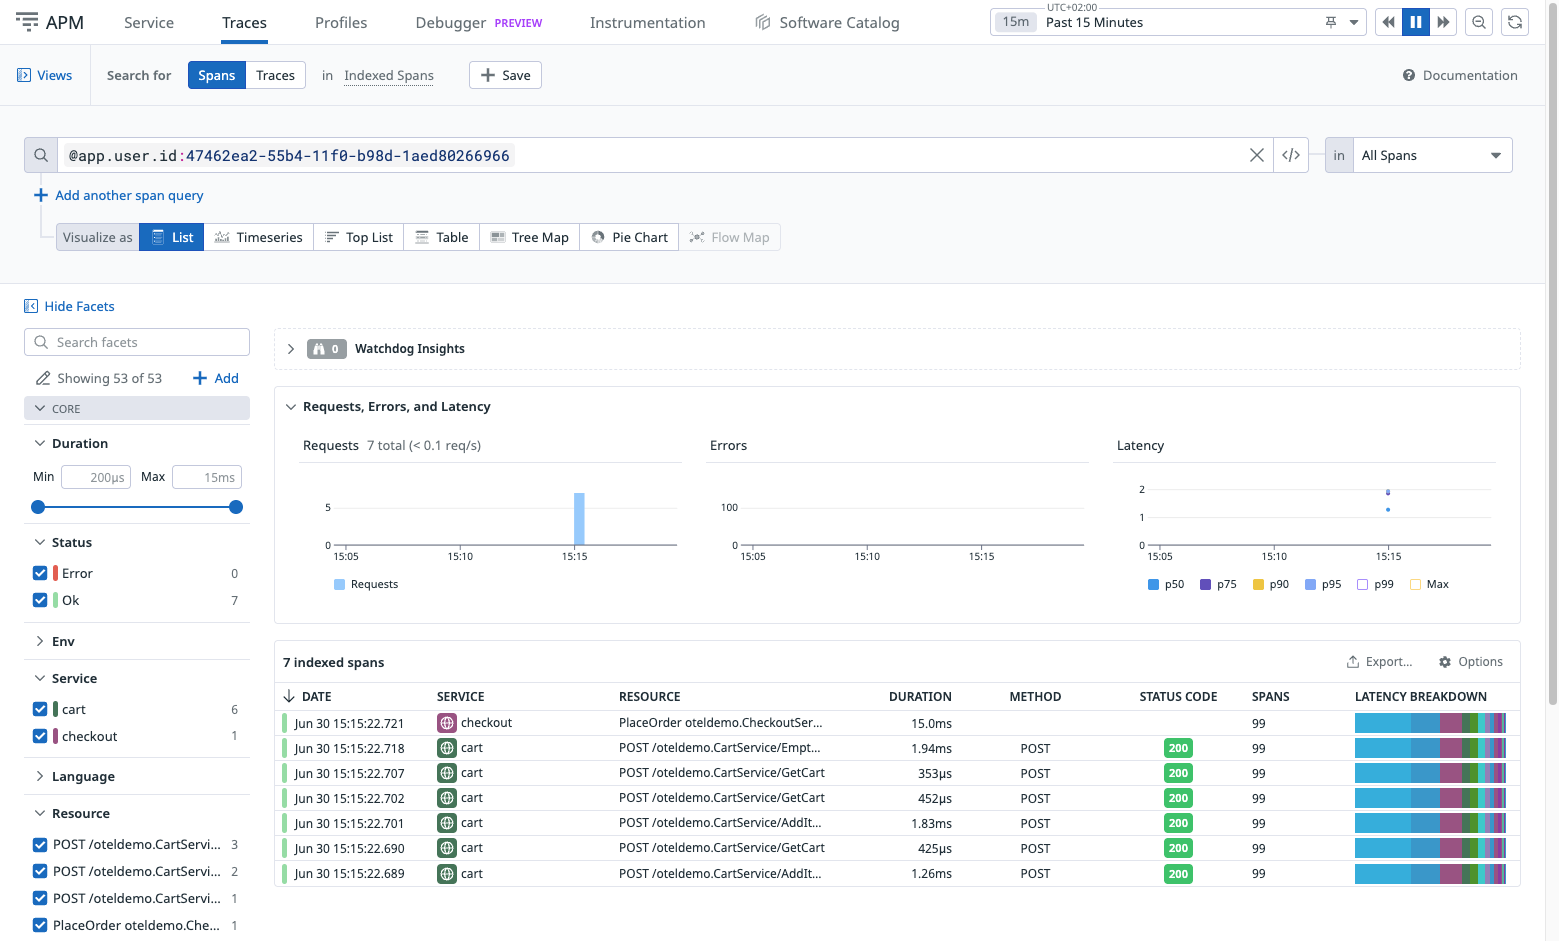 APM Service Traces Profiles Debugger PREVIEW Instrumentation Software Catalog UTC+02:00 15m Past 15 Minutes
Views Search for Spans Traces in Indexed Spans Save Documentation
@app.user.id:47462ea2-55b4-11f0-b98d-1aed80266966 </> in All Spans
Add another span query
Visualize as List Timeseries Top List Table Tree Map Pie Chart Flow Map
Hide Facets
Search facets
Showing 53 of 53 Add
CORE
Duration
Min 200µs Max 15ms
Status
Error 0
Ok 7
Env
Service
cart 6
checkout 1
Language
Resource
POST /oteldemo.CartServi... 3
POST /oteldemo.CartServi... 2
POST /oteldemo.CartServi... 1
PlaceOrder oteldemo.Che... 1
0 Watchdog Insights
Requests, Errors, and Latency
Requests 7 total (< 0.1 req/s)
5
0
15:05 15:10 15:15
Requests
Errors
100
0
15:05 15:10 15:15
Latency
2
1
0
15:05 15:10 15:15
p50 p75 p90 p95 p99 Max
7 indexed spans Export... Options
DATE SERVICE RESOURCE DURATION METHOD STATUS CODE SPANS LATENCY BREAKDOWN
Jun 30 15:15:22.721 checkout PlaceOrder oteldemo.CheckoutSer... 15.0ms 99
Jun 30 15:15:22.718 cart POST /oteldemo.CartService/Empt... 1.94ms POST 200 99
Jun 30 15:15:22.707 cart POST /oteldemo.CartService/GetCart 353µs POST 200 99
Jun 30 15:15:22.702 cart POST /oteldemo.CartService/GetCart 452µs POST 200 99
Jun 30 15:15:22.701 cart POST /oteldemo.CartService/AddIt... 1.83ms POST 200 99
Jun 30 15:15:22.690 cart POST /oteldemo.CartService/GetCart 425µs POST 200 99
Jun 30 15:15:22.689 cart POST /oteldemo.CartService/AddIt... 1.26ms POST 200 99